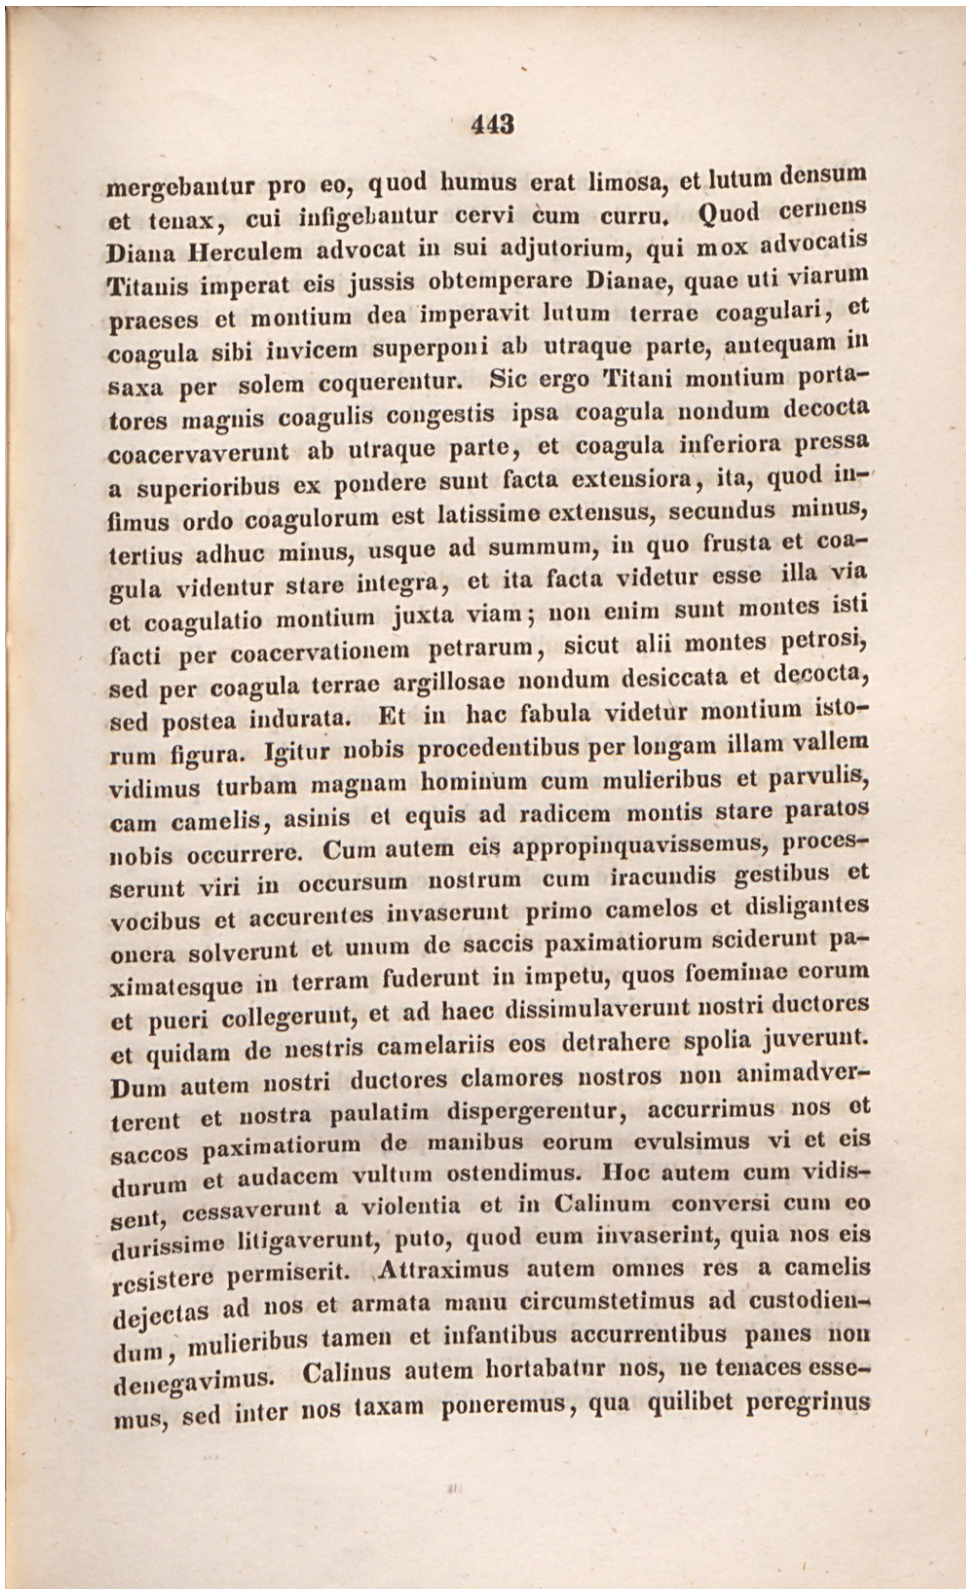 443
mergebantur pro eo, quod humus erat limosa, et lutum densum
et tenax, cui infigebantur cervi cum curru. Quod cernens
Diana Herculem advocat in sui adjutorium, qui mox advocatis
Titanis imperat eis jussis obtemperare Dianae, quae uti viarum
praeses et montium dea imperavit lutum terrae coagulari, et
coagula sibi invicem superponi ab utraque parte, antequam in
saxa per solem coquerentur. Sic ergo Titani montium porta-
tores magnis coagulis congestis ipsa coagula nondum decocta
coacervaverunt ab utraque parte, et coagula inferiora pressa
a superioribus ex pondere sunt facta extensiora, ita, quod in-
fimus ordo coagulorum est latissime extensus, secundus minus,
tertius adhuc minus, usque ad summum, in quo frusta et coa-
gula videntur stare integra, et ita facta videtur esse illa via
et coagulatio montium juxta viam; non enim sunt montes isti
facti per coacervationem petrarum, sicut alii montes petrosi,
sed per coagula terrae argillosae nondum desiccata et decocta,
sed postea indurata. Et in hac fabula videtur montium isto-
rum figura. Igitur nobis procedentibus per longam illam vallem
vidimus turbam magnam hominum cum mulieribus et parvulis,
cam camelis, asinis et equis ad radicem montis stare paratos
nobis occurrere. Cum autem eis appropinquavissemus, proces-
serunt viri in occursum nostrum cum iracundis gestibus et
vocibus et accurentes invaserunt primo camelos et disligantes
onera solverunt et unum de saccis paximatiorum sciderunt pa-
ximatesque in terram fuderunt in impetu, quos foeminae eorum
et pueri collegerunt, et ad haec dissimulaverunt nostri ductores
et quidam de nestris camelariis eos detrahere spolia juverunt.
Dum autem nostri ductores clamores nostros non animadver-
terent et nostra paulatim dispergerentur, accurrimus nos et
saccos paximatiorum de manibus eorum evulsimus vi et eis
durum et audacem vultum ostendimus. Hoc autem cum vidis-
sent, cessaverunt a violentia et in Calinum conversi cum eo
durissime litigaverunt, puto, quod eum invaserint, quia nos eis
resistere permiserit. Attraximus autem omnes res a camelis
dejectas ad nos et armata manu circumstetimus ad custodien-
dum, mulieribus tamen et infantibus accurrentibus panes non
denegavimus. Calinus autem hortabatur nos, ne tenaces esse-
mus, sed inter nos taxam poneremus, qua quilibet peregrinus